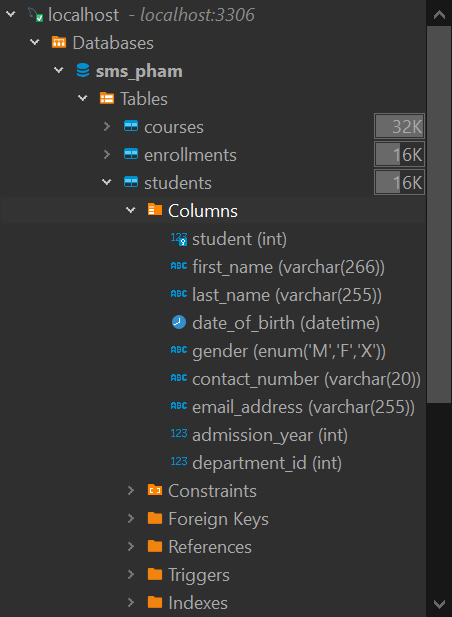 localhost - localhost:3306
Databases
sms_pham
Tables
courses 32K
enrollments 16K
students 16K
Columns
123 student (int)
ABC first_name (varchar(266))
ABC last_name (varchar(255))
date_of_birth (datetime)
ABC gender (enum('M','F','X'))
ABC contact_number (varchar(20))
ABC email_address (varchar(255))
123 admission_year (int)
123 department_id (int)
Constraints
Foreign Keys
References
Triggers
Indexes